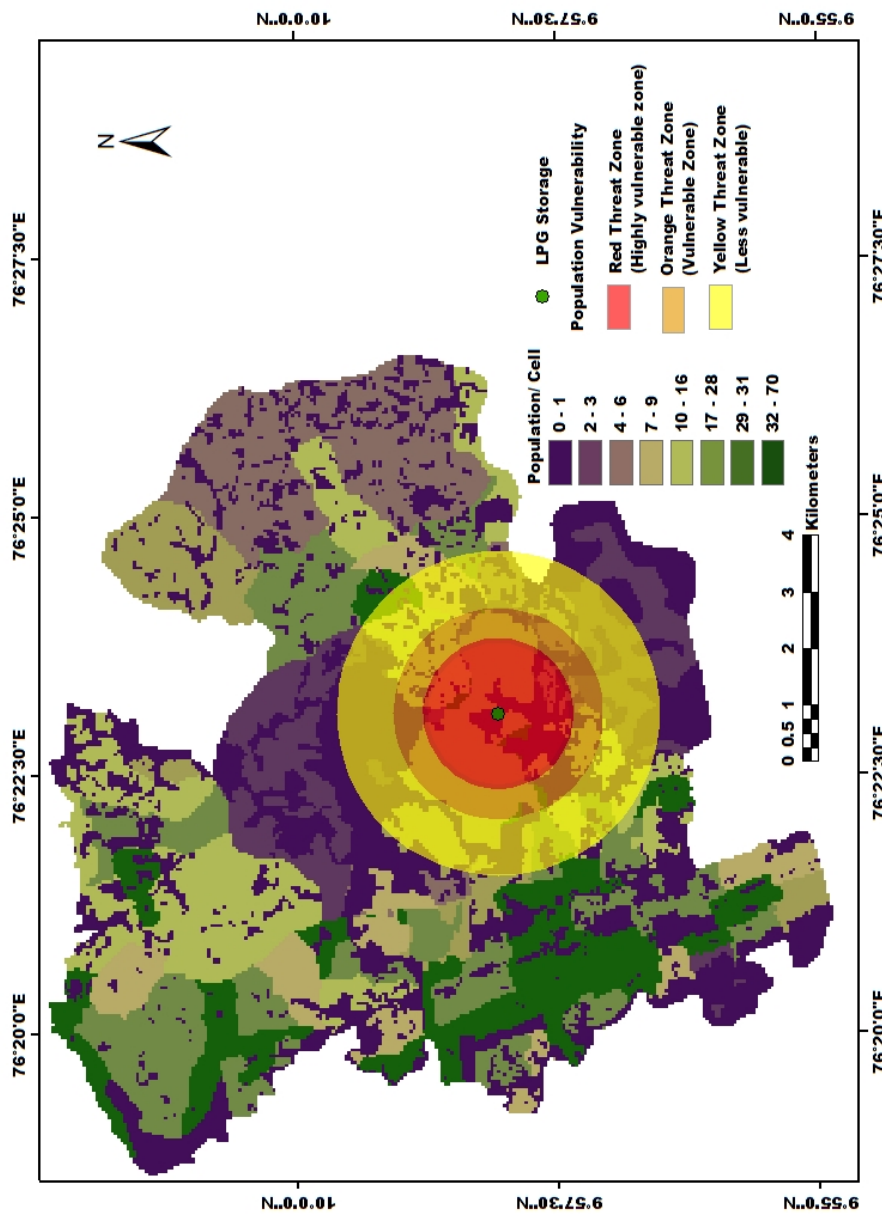 10°0'0"N
9°57'30"N
9°55'0"N
N
76°27'30"E
76°25'0"E
76°22'30"E
76°20'0"E
76°27'30"E
76°25'0"E
76°22'30"E
76°20'0"E
10°0'0"N
9°57'30"N
9°55'0"N
Population/ Cell
0 - 1
2 - 3
4 - 6
7 - 9
10 - 16
17 - 28
29 - 31
32 - 70
LPG Storage
Population Vulnerability
Red Threat Zone
(Highly vulnerable zone)
Orange Threat Zone
(Vulnerable Zone)
Yellow Threat Zone
(Less vulnerable)
0 0.5 1 2 3 4
Kilometers